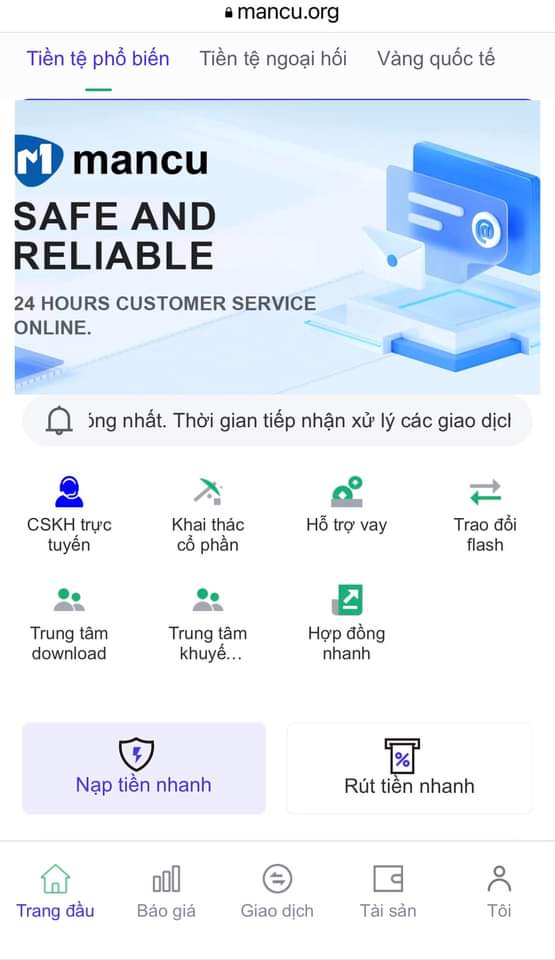 mancu.org
Tiền tệ phổ biến Tiền tệ ngoại hối Vàng quốc tế
mancu
SAFE AND
RELIABLE
24 HOURS CUSTOMER SERVICE
ONLINE.
nhất. Thời gian tiếp nhận xử lý các giao dịch
CSKH trực
tuyến
Khai thác
cổ phần
Hỗ trợ vay
Trao đổi
flash
Trung tâm
download
Trung tâm
khuyế...
Hợp đồng
nhanh
Nạp tiền nhanh
Rút tiền nhanh
Trang đầu
Báo giá
Giao dịch
Tài sản
Tôi